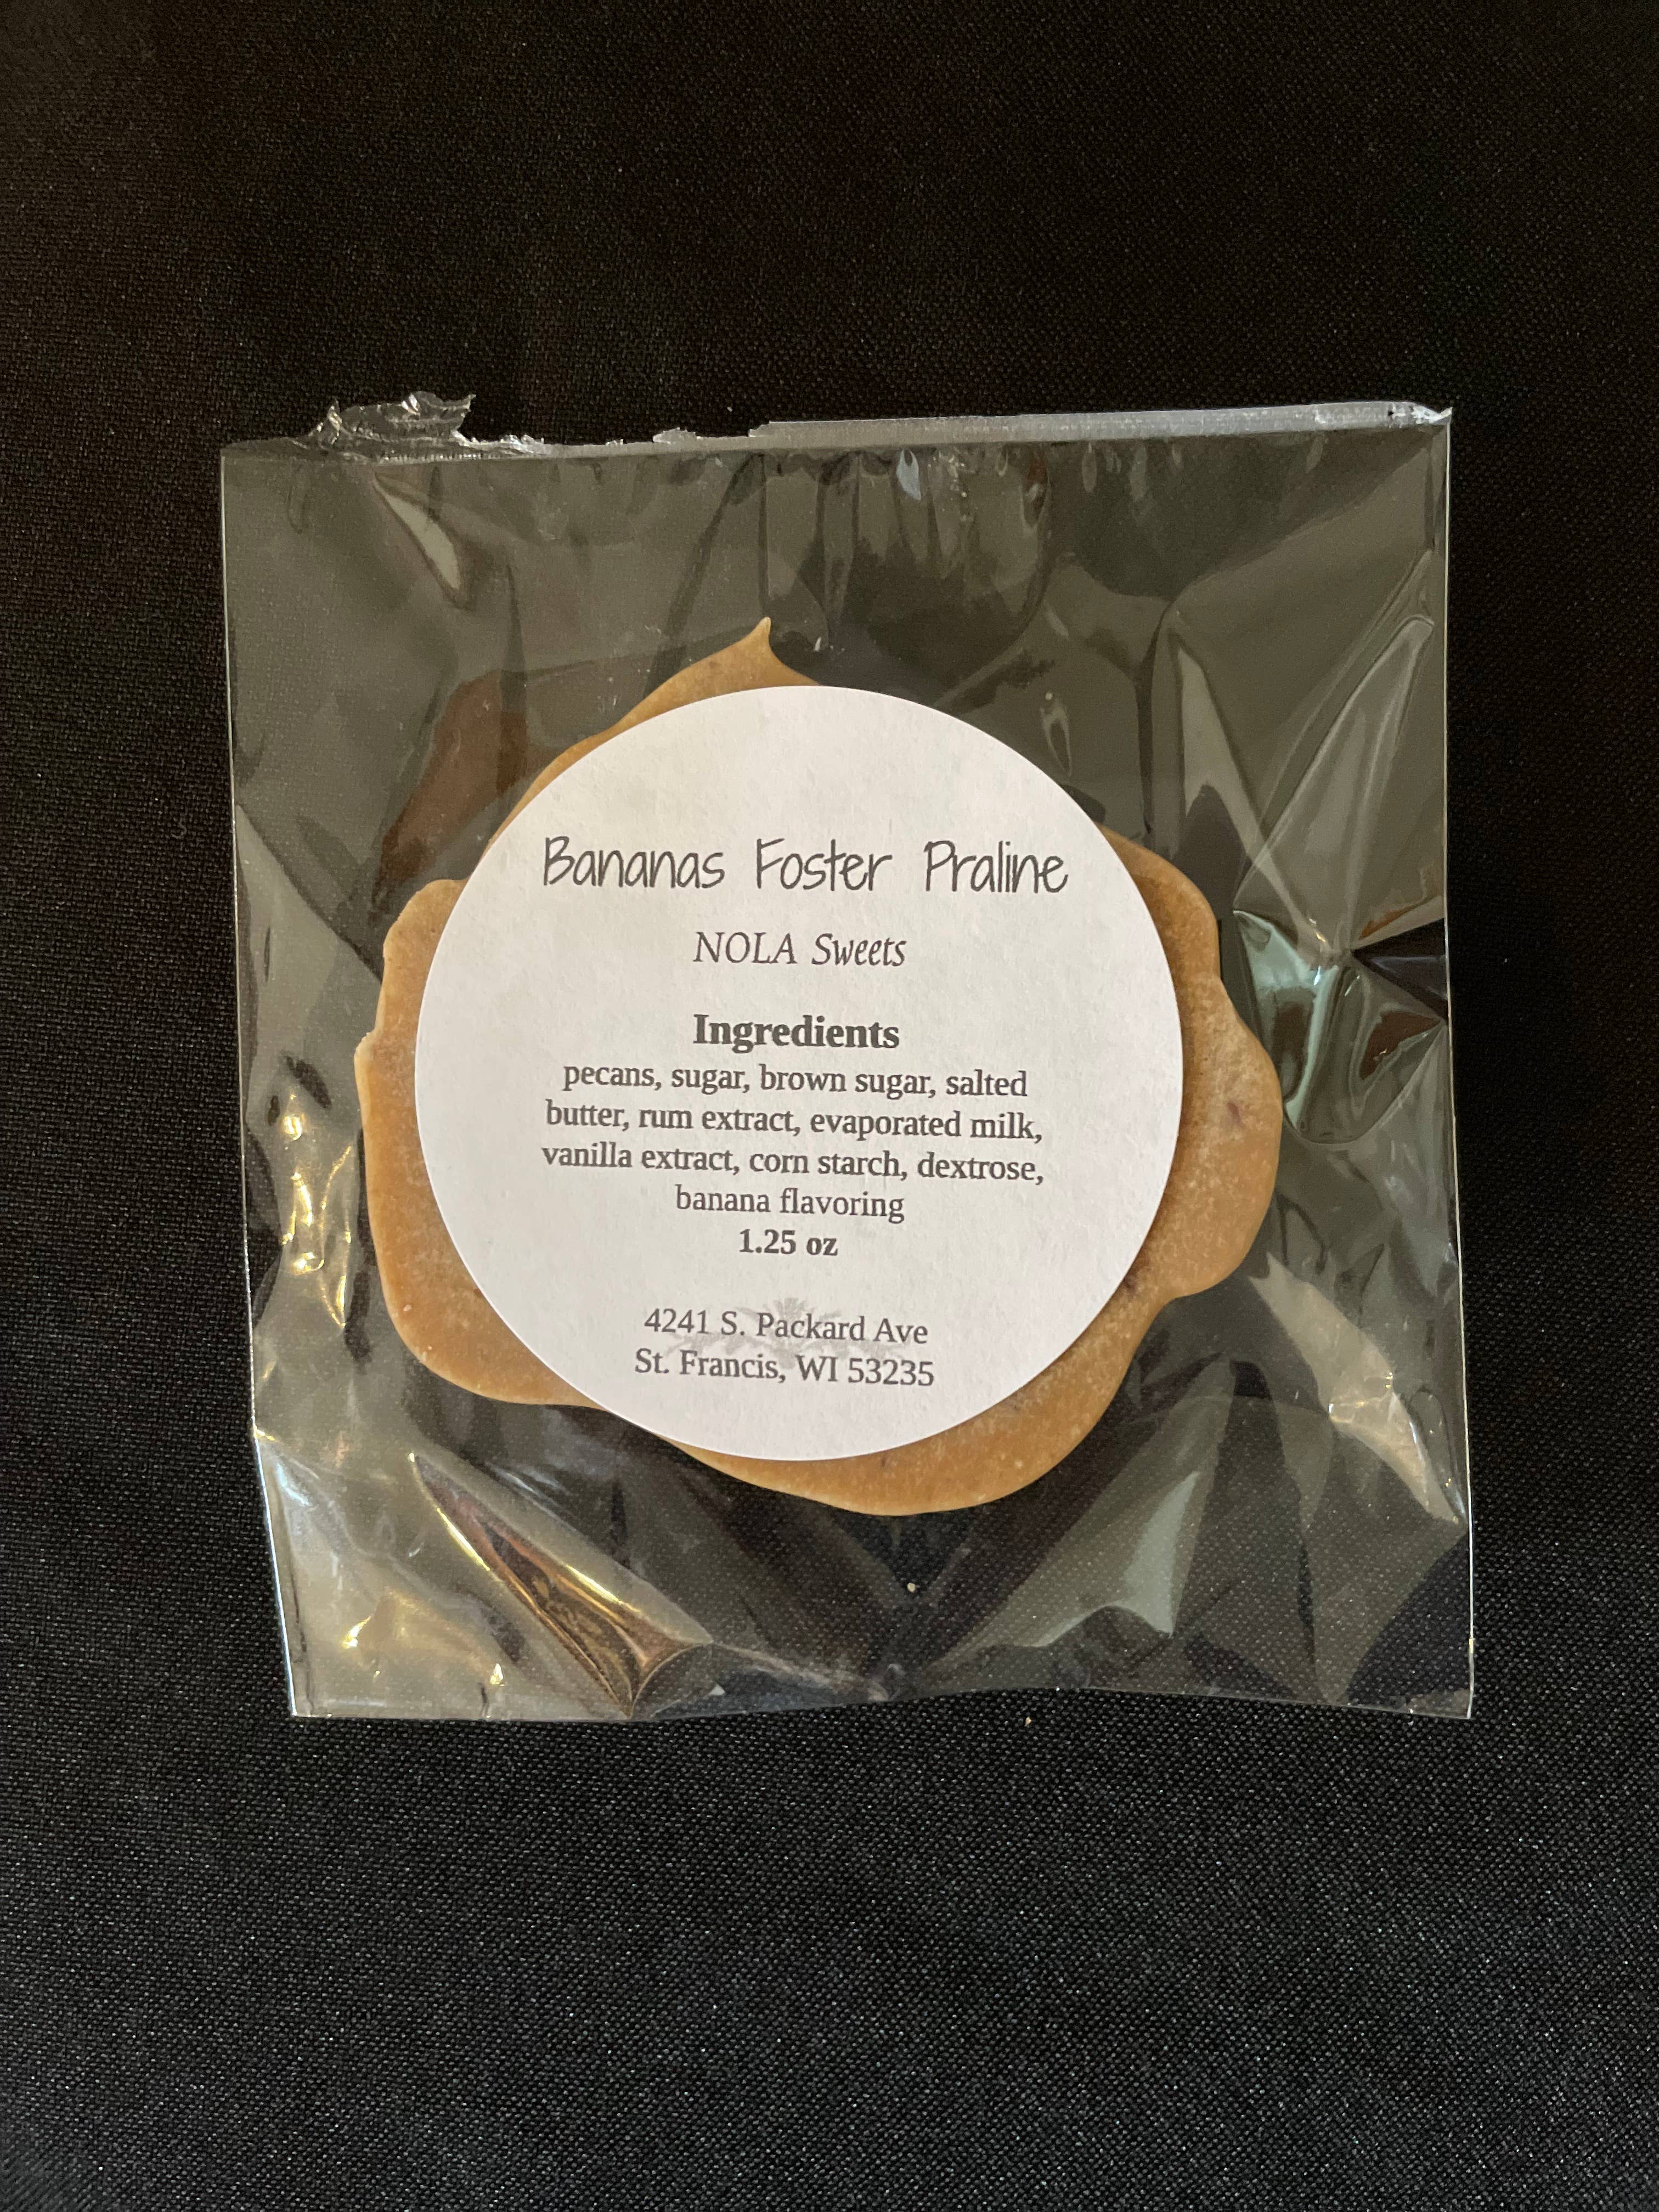 Bananas Foster Praline
NOLA Sweets
Ingredients
pecans, sugar, brown sugar, salted
butter, rum extract, evaporated milk,
vanilla extract, corn starch, dextrose,
banana flavoring
1.25 oz
4241 S. Packard Ave
St. Francis, WI 53235